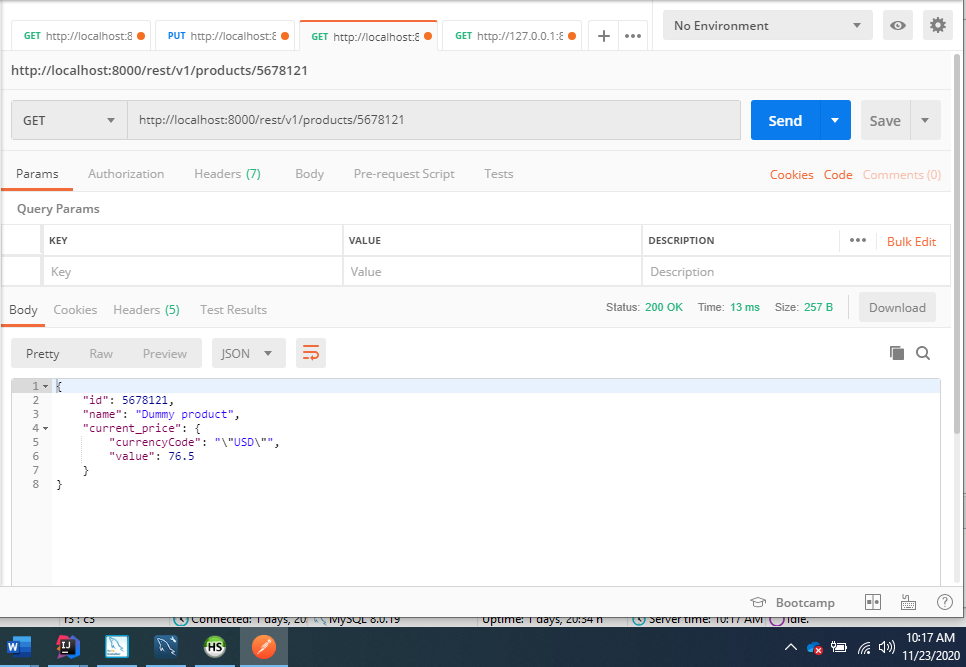 GET http://localhost:8 PUT http://localhost:8 GET http://localhost:8 GET http://127.0.0.1:8 + ••• No Environment
http://localhost:8000/rest/v1/products/5678121
GET http://localhost:8000/rest/v1/products/5678121 Send Save
Params Authorization Headers (7) Body Pre-request Script Tests Cookies Code Comments (0)
Query Params
KEY VALUE DESCRIPTION ••• Bulk Edit
Key Value Description
Body Cookies Headers (5) Test Results Status: 200 OK Time: 13 ms Size: 257 B Download
Pretty Raw Preview JSON
1 {
2 "id": 5678121,
3 "name": "Dummy product",
4 "current_price": {
5 "currencyCode": "\"USD\"",
6 "value": 76.5
7 }
8 }
Bootcamp
r3 : c3 Connected: 1 days, 20: MySQL 8.0.19 Uptime: 1 days, 20:34 h Server time: 10:17 AM Idle.
W IJ HS 10:17 AM
11/23/2020